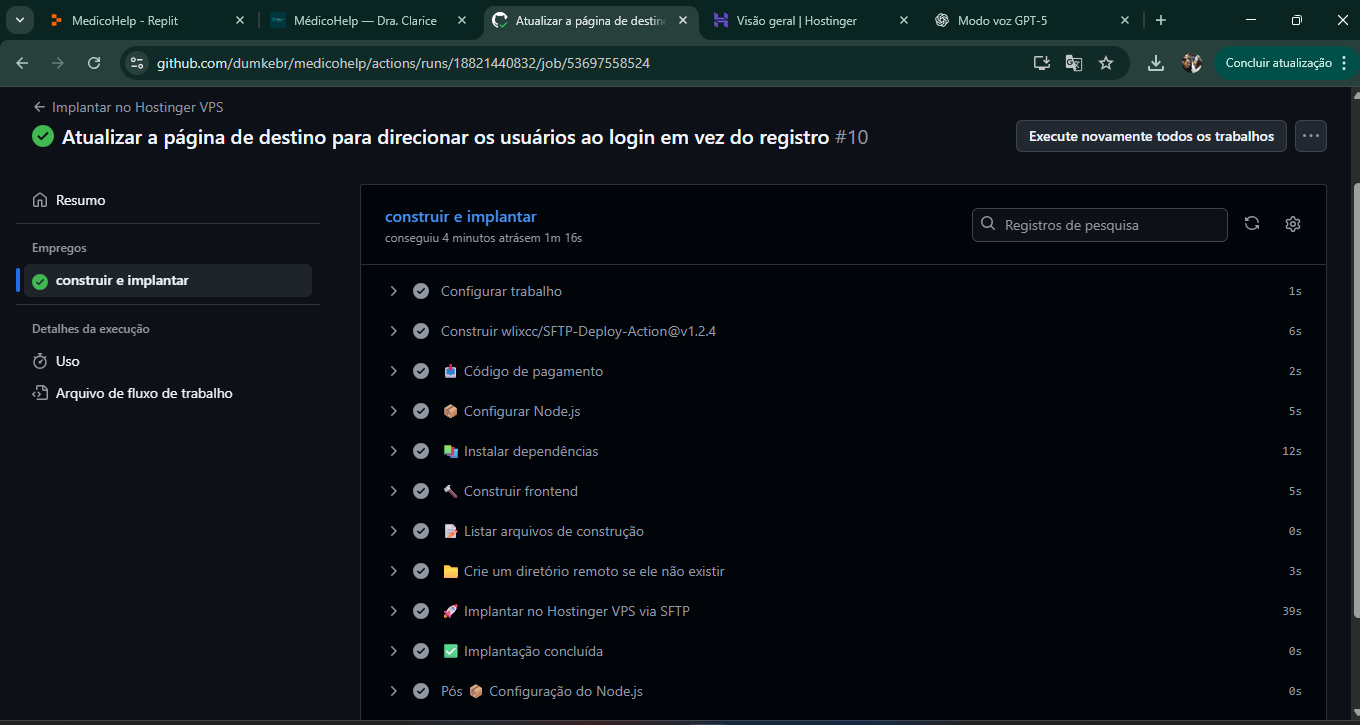 MedicoHelp - Replit
MédicoHelp — Dra. Clarice
Atualizar a página de destin
Visão geral | Hostinger
Modo voz GPT-5
github.com/dumkebr/medicohelp/actions/runs/18821440832/job/53697558524
Concluir atualização
Implantar no Hostinger VPS
Atualizar a página de destino para direcionar os usuários ao login em vez do registro #10
Execute novamente todos os trabalhos
Resumo
Empregos
construir e implantar
Detalhes da execução
Uso
Arquivo de fluxo de trabalho
construir e implantar
conseguiu 4 minutos atrásem 1m 16s
Registros de pesquisa
Configurar trabalho 1s
Construir wlixcc/SFTP-Deploy-Action@v1.2.4 6s
Código de pagamento 2s
Configurar Node.js 5s
Instalar dependências 12s
Construir frontend 5s
Listar arquivos de construção 0s
Crie um diretório remoto se ele não existir 3s
Implantar no Hostinger VPS via SFTP 39s
Implantação concluída 0s
Pós 📦 Configuração do Node.js 0s